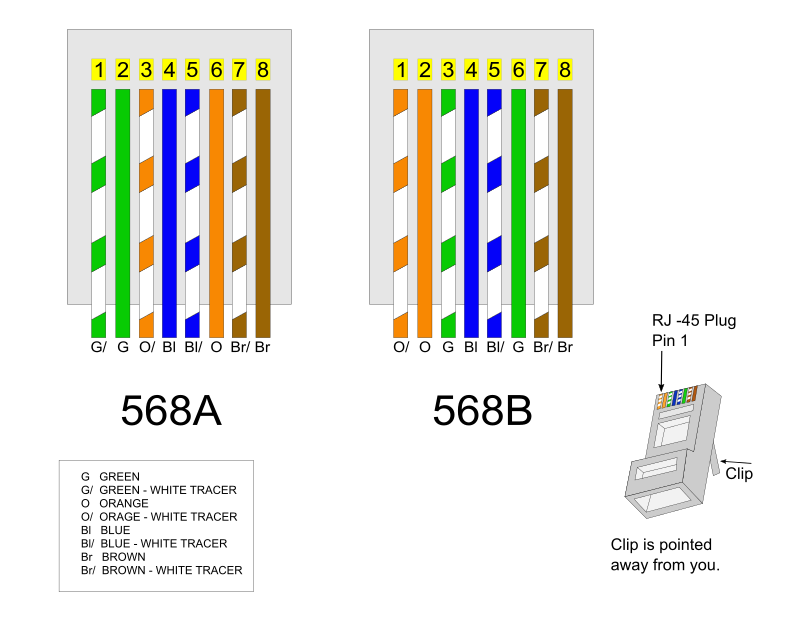 1 2 3 4 5 6 7 8
1 2 3 4 5 6 7 8
G/ G O/ Bl Bl/ O Br/ Br
O/ O G Bl Bl/ G Br/ Br
568A
568B
RJ -45 Plug
Pin 1
Clip
Clip is pointed
away from you.
G GREEN
G/ GREEN - WHITE TRACER
O ORANGE
O/ ORAGE - WHITE TRACER
Bl BLUE
Bl/ BLUE - WHITE TRACER
Br BROWN
Br/ BROWN - WHITE TRACER